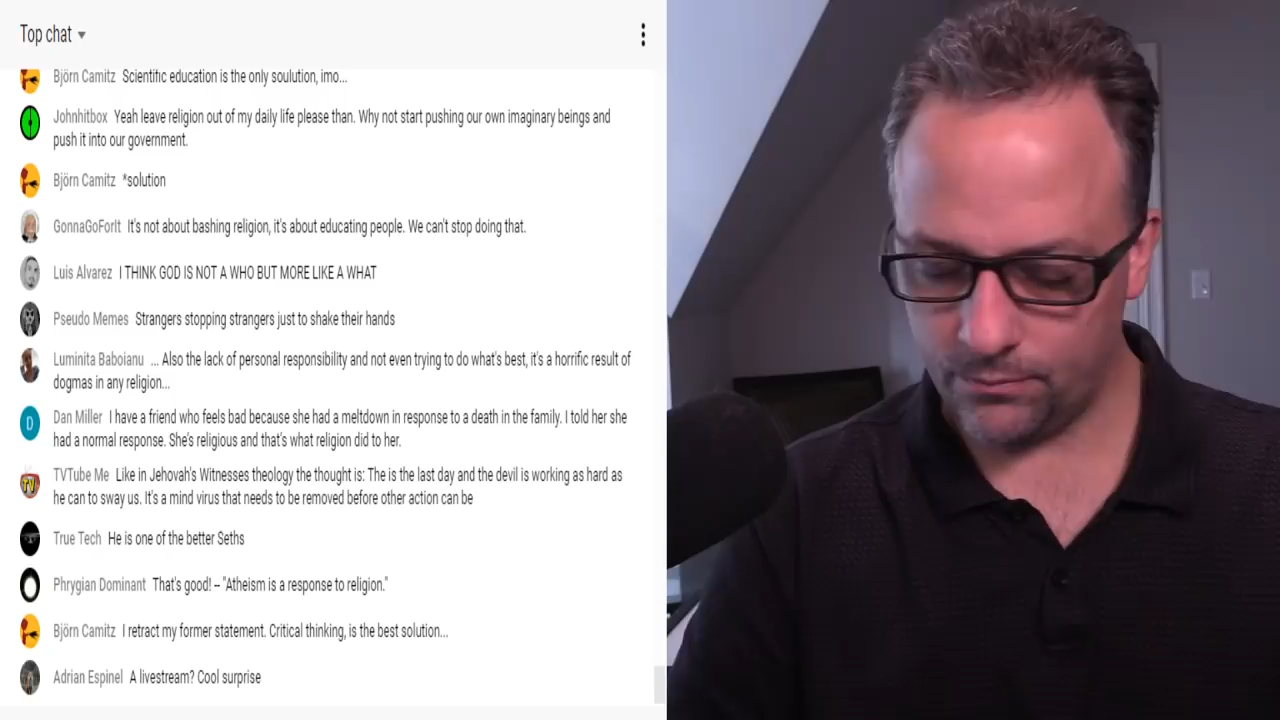 Top chat
Björn Camitz Scientific education is the only soulution, imo...
Johnhitbox Yeah leave religion out of my daily life please than. Why not start pushing our own imaginary beings and
push it into our government.
Björn Camitz *solution
GonnaGoForIt It's not about bashing religion, it's about educating people. We can't stop doing that.
Luis Alvarez I THINK GOD IS NOT A WHO BUT MORE LIKE A WHAT
Pseudo Memes Strangers stopping strangers just to shake their hands
Luminita Baboianu ... Also the lack of personal responsibility and not even trying to do what's best, it's a horrific result of
dogmas in any religion...
D
Dan Miller I have a friend who feels bad because she had a meltdown in response to a death in the family. I told her she
had a normal response. She's religious and that's what religion did to her.
TV
TVTube Me Like in Jehovah's Witnesses theology the thought is: The is the last day and the devil is working as hard as
he can to sway us. It's a mind virus that needs to be removed before other action can be
True Tech He is one of the better Seths
Phrygian Dominant That's good! -- "Atheism is a response to religion."
Björn Camitz I retract my former statement. Critical thinking, is the best solution...
Adrian Espinel A livestream? Cool surprise